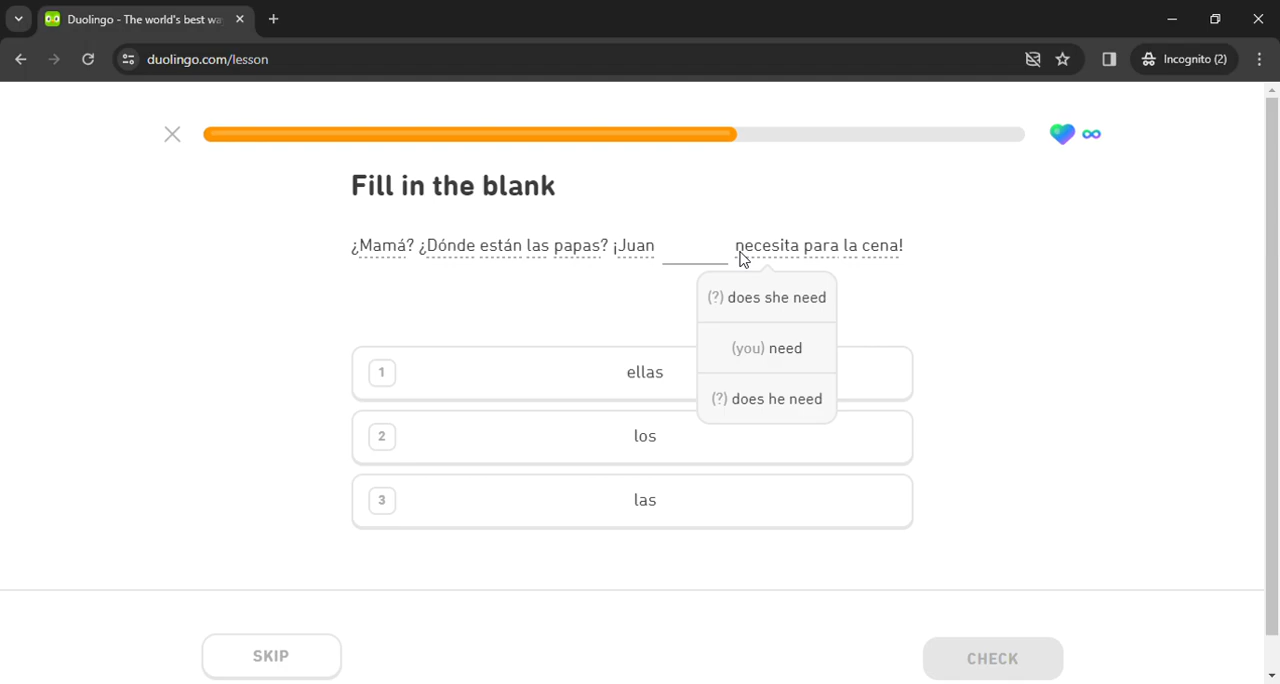 Duolingo - The world's best wa
duolingo.com/lesson
Incognito (2)
Fill in the blank
¿Mamá? ¿Dónde están las papas? ¡Juan ______ necesita para la cena!
(?) does she need
(you) need
(?) does he need
1 ellas
2 los
3 las
SKIP
CHECK